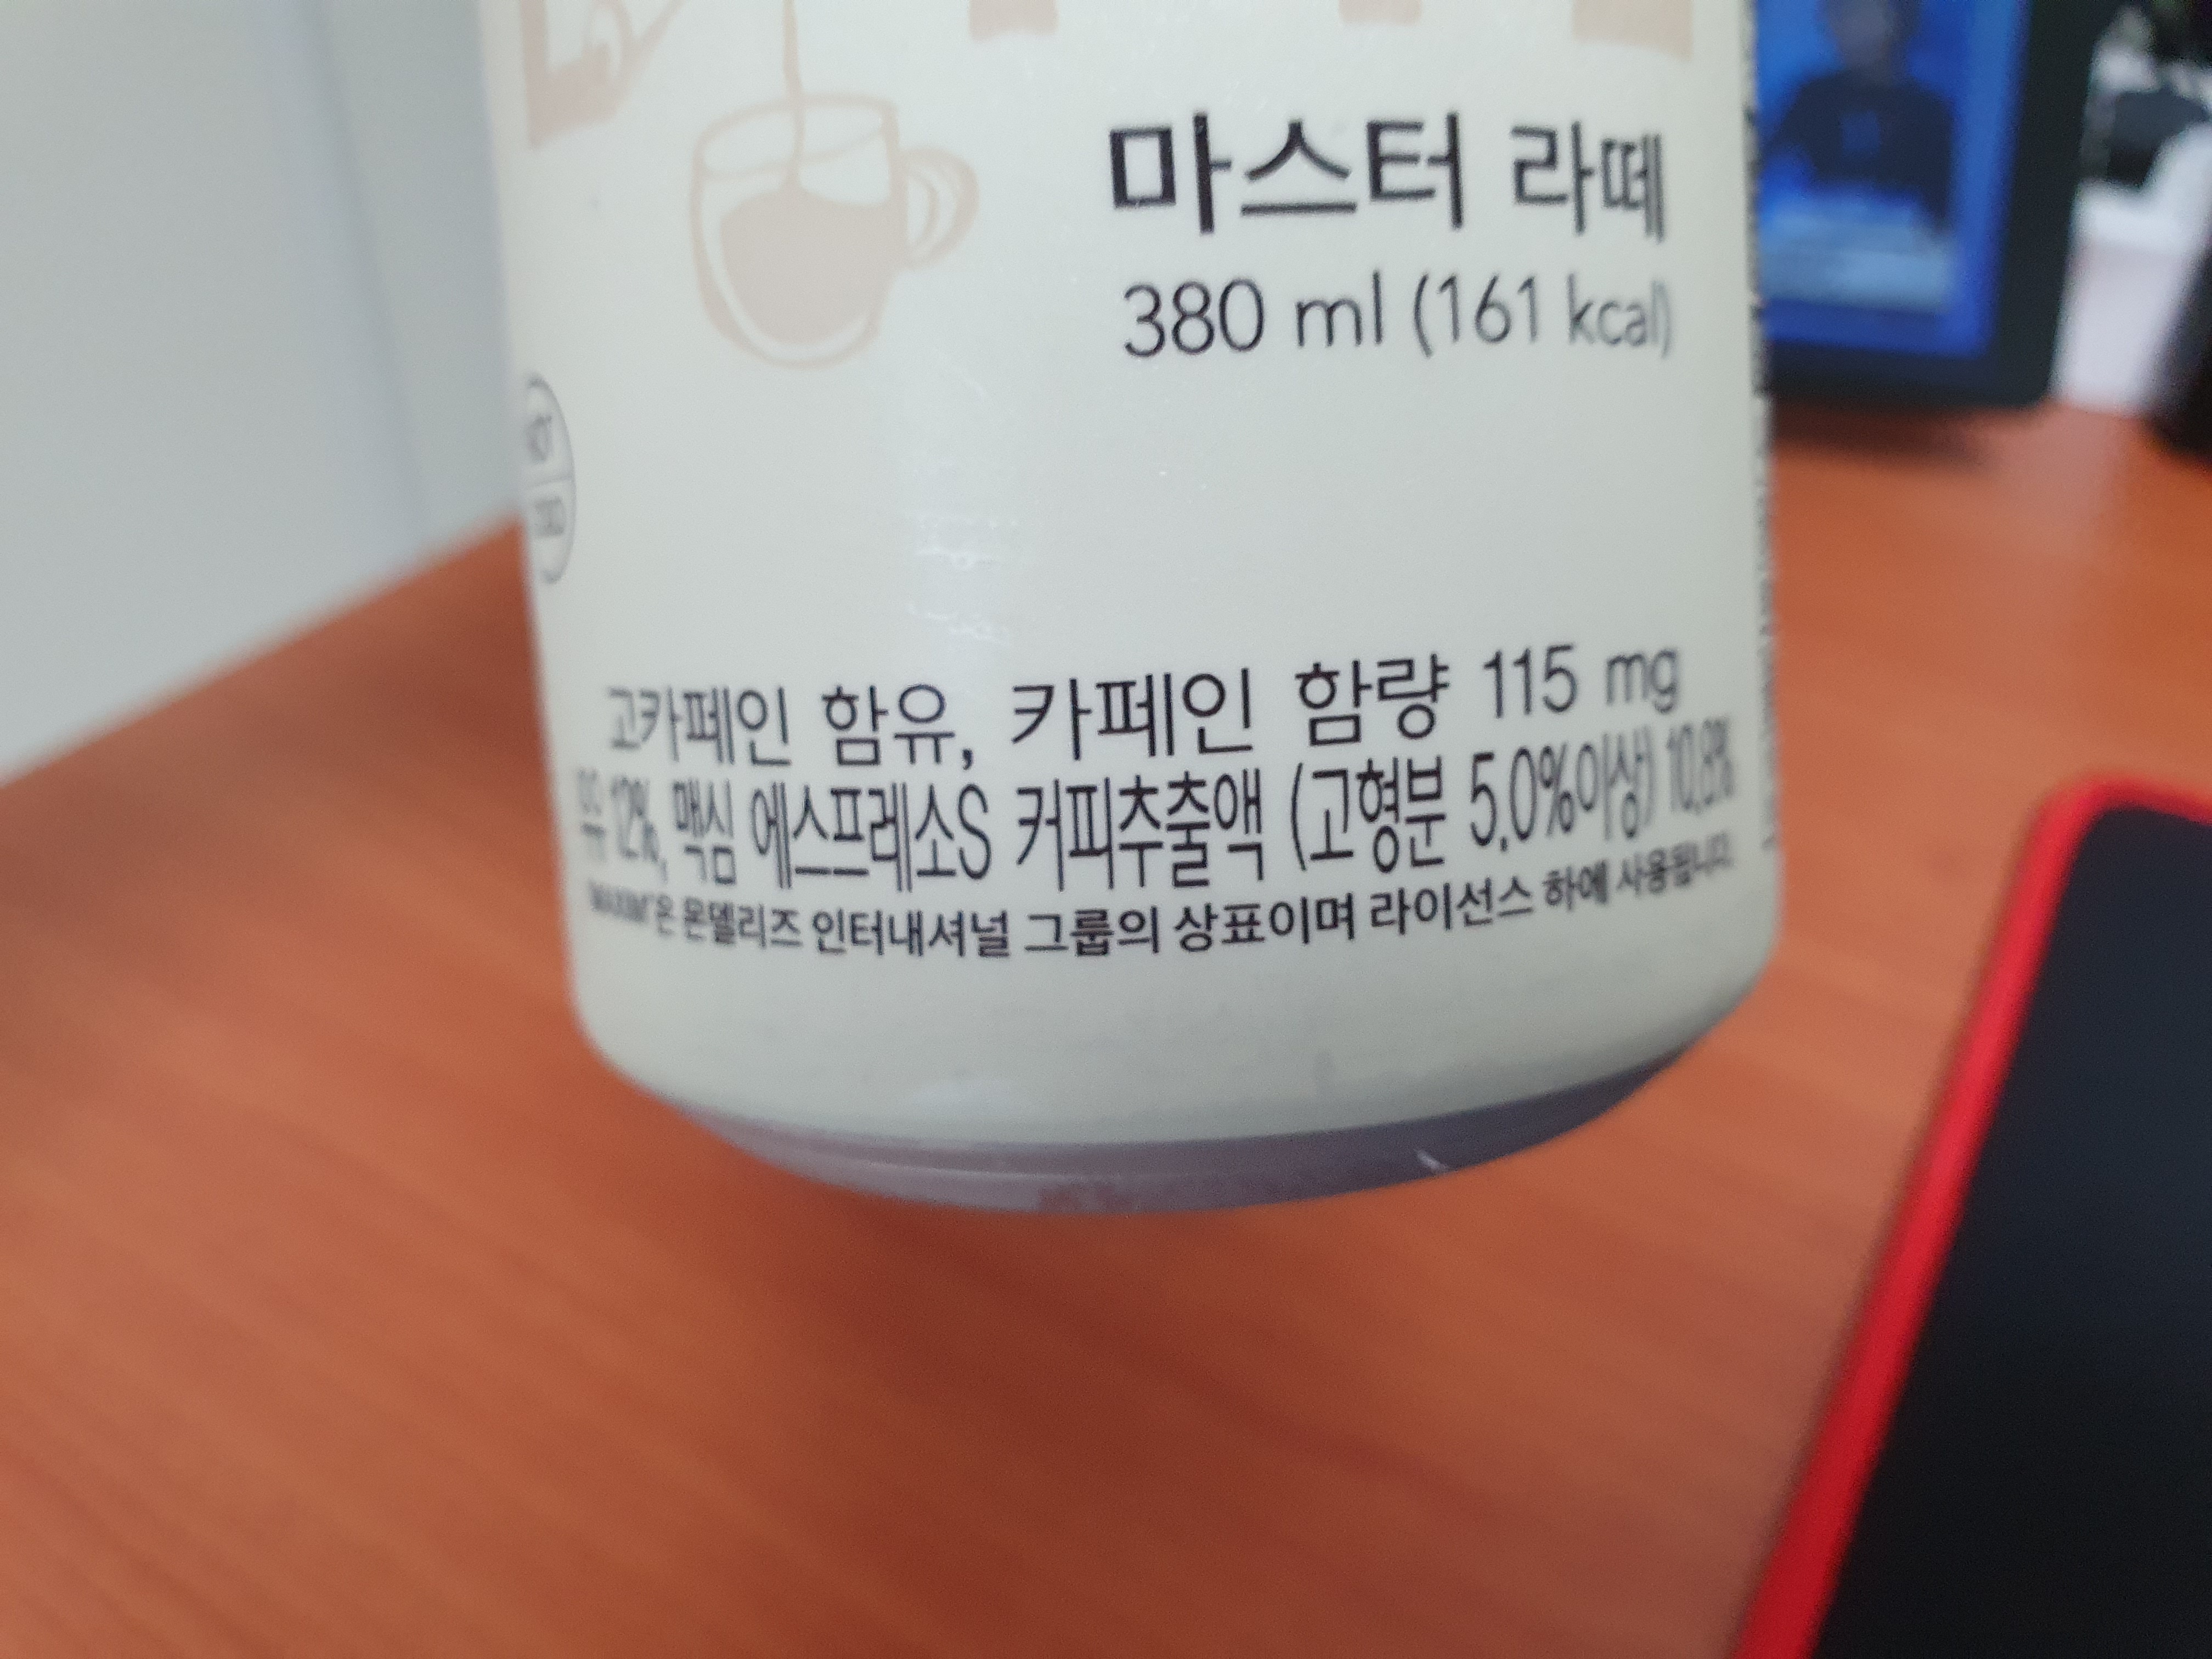 마스터 라떼
380 ml (161 kcal)
고카페인 함유, 카페인 함량 115 mg
12%, 맥심 에스프레소S 커피추출액 (고형분 5.0%이상) 10.8%
"MAXIM"은 몬델리즈 인터내셔널 그룹의 상표이며 라이선스 하에 사용됩니다.